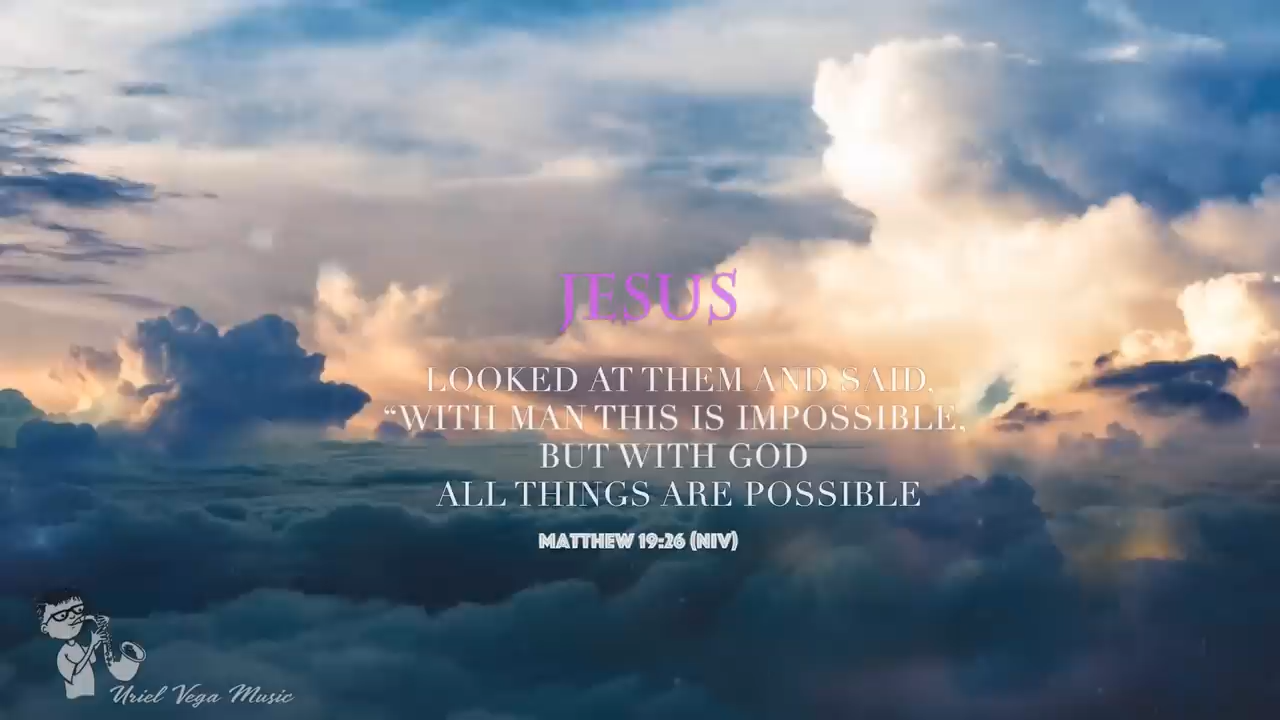 JESUS
LOOKED AT THEM AND SAID,
“WITH MAN THIS IS IMPOSSIBLE,
BUT WITH GOD
ALL THINGS ARE POSSIBLE
MATTHEW 19:26 (NIV)
Uriel Vega Music